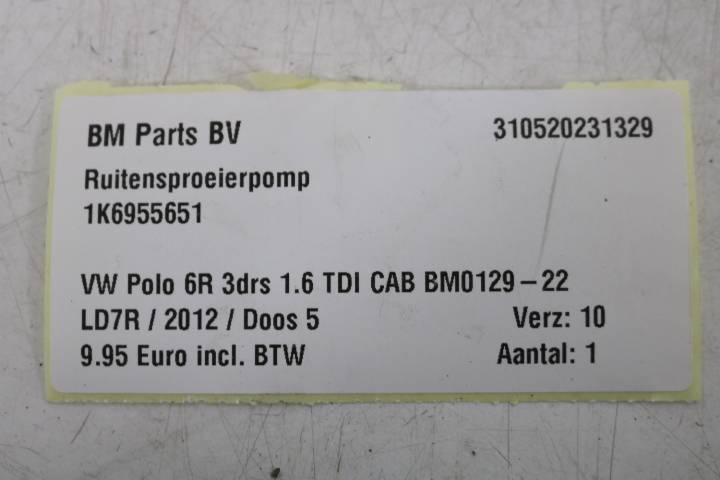 BM Parts BV 310520231329
Ruitensproeierpomp
1K6955651
VW Polo 6R 3drs 1.6 TDI CAB BM0129-22
LD7R / 2012 / Doos 5 Verz: 10
9.95 Euro incl. BTW Aantal: 1